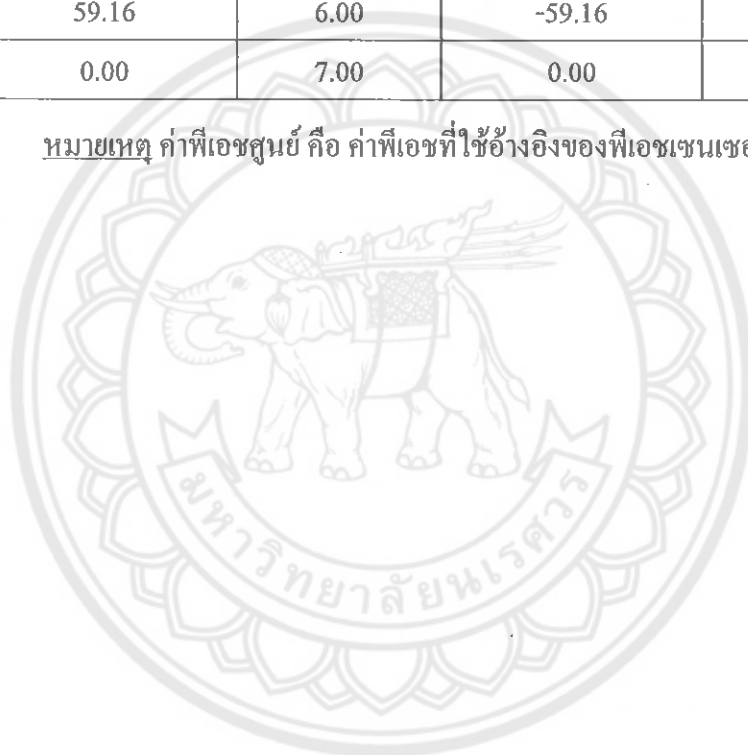 59.16 6.00 -59.16
0.00 7.00 0.00
หมายเหตุ ค่าพีเอชศูนย์ คือ ค่าพีเอชที่ใช้อ้างอิงของพีเอชเซนเซอ
มหาวิทยาลัยนเรศวร